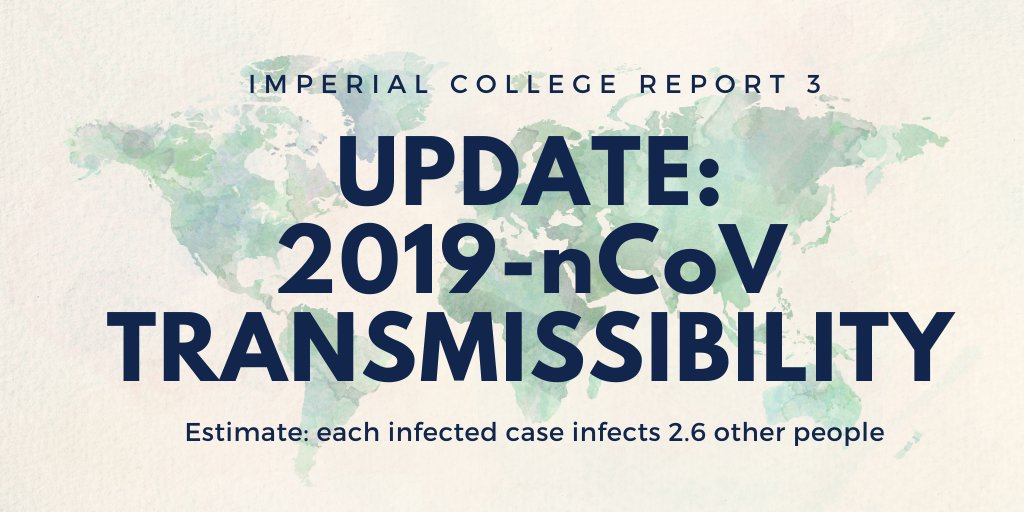 IMPERIAL COLLEGE REPORT 3
UPDATE:
2019-nCoV
TRANSMISSIBILITY
Estimate: each infected case infects 2.6 other people